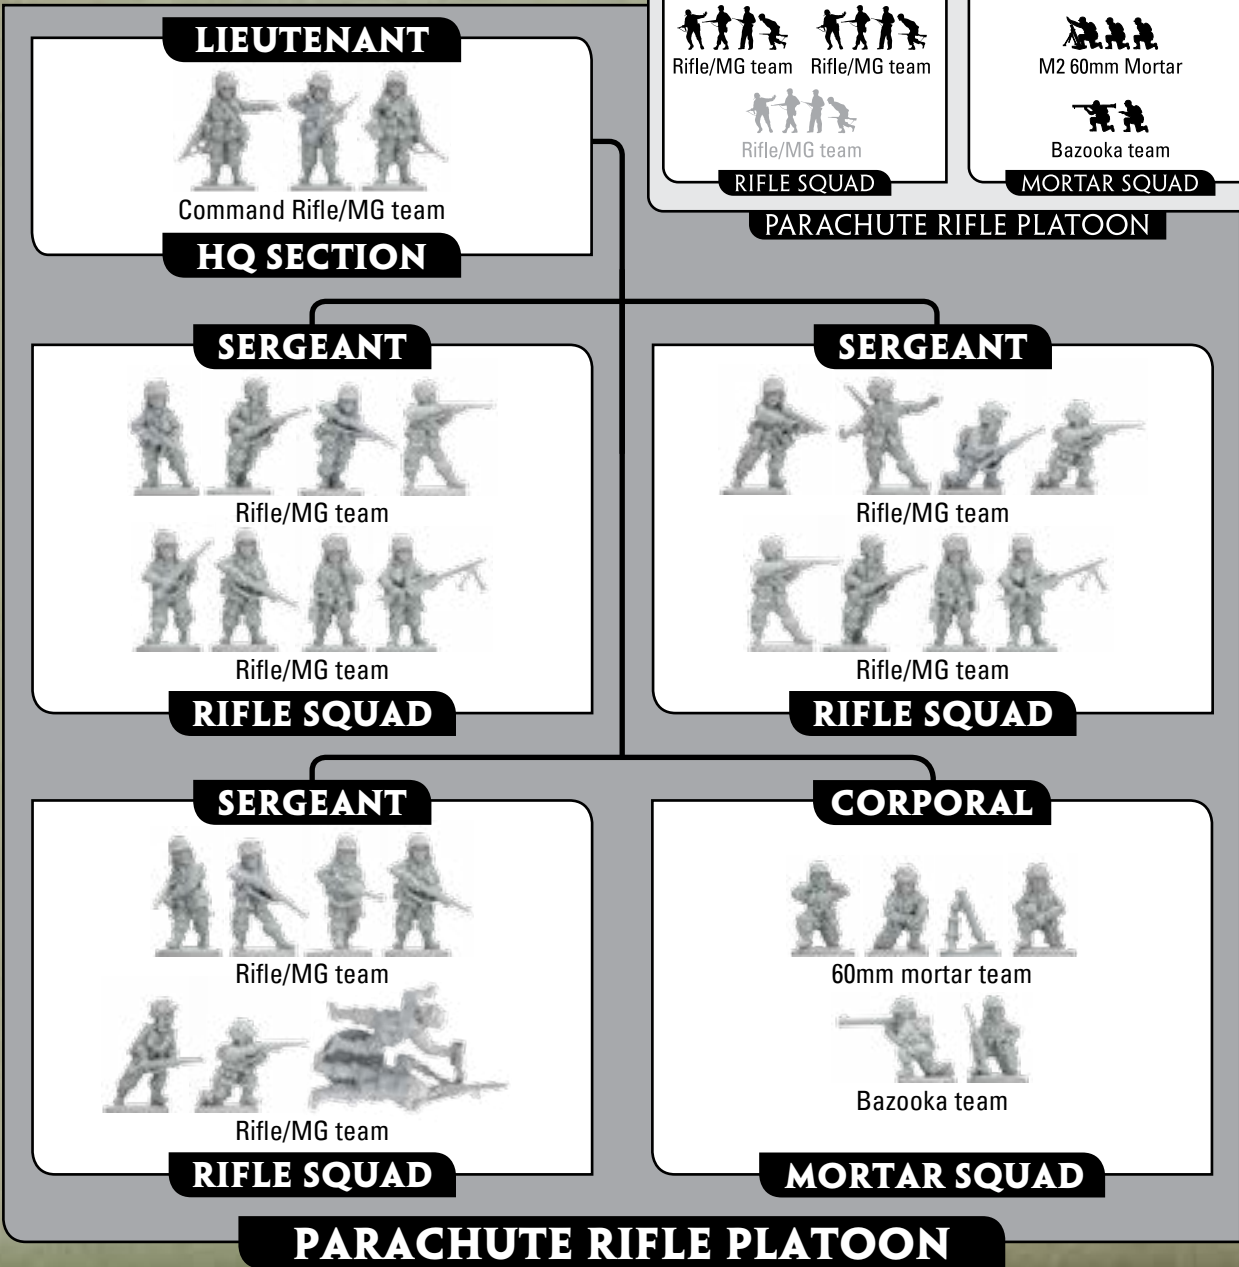 LIEUTENANT
Command Rifle/MG team
HQ SECTION
Rifle/MG team
Rifle/MG team
Rifle/MG team
RIFLE SQUAD
M2 60mm Mortar
Bazooka team
MORTAR SQUAD
PARACHUTE RIFLE PLATOON
SERGEANT
Rifle/MG team
Rifle/MG team
RIFLE SQUAD
SERGEANT
Rifle/MG team
Rifle/MG team
RIFLE SQUAD
SERGEANT
Rifle/MG team
Rifle/MG team
RIFLE SQUAD
CORPORAL
60mm mortar team
Bazooka team
MORTAR SQUAD
PARACHUTE RIFLE PLATOON